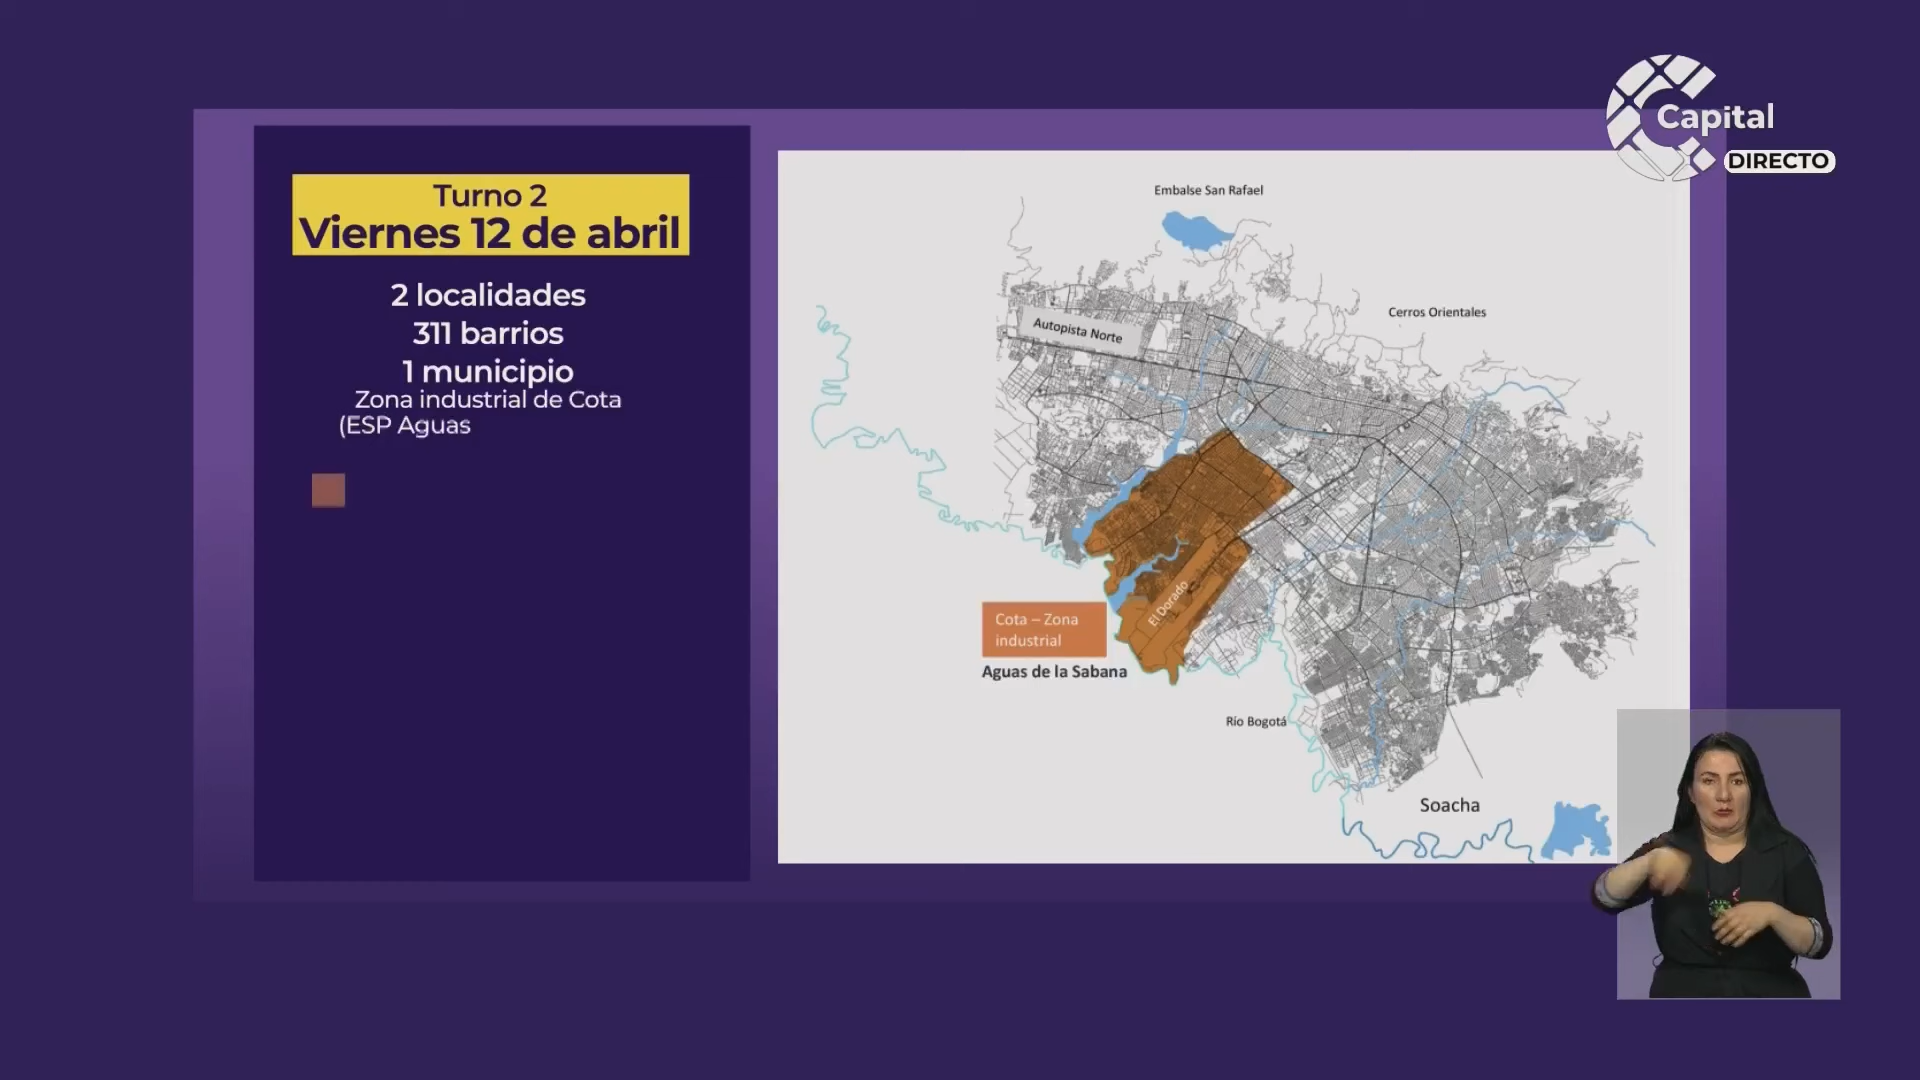 Capital
DIRECTO
Turno 2
Viernes 12 de abril
2 localidades
311 barrios
1 municipio
Zona industrial de Cota
(ESP Aguas
Embalse San Rafael
Cerros Orientales
Autopista Norte
El Dorado
Cota – Zona
industrial
Aguas de la Sabana
Río Bogotá
Soacha